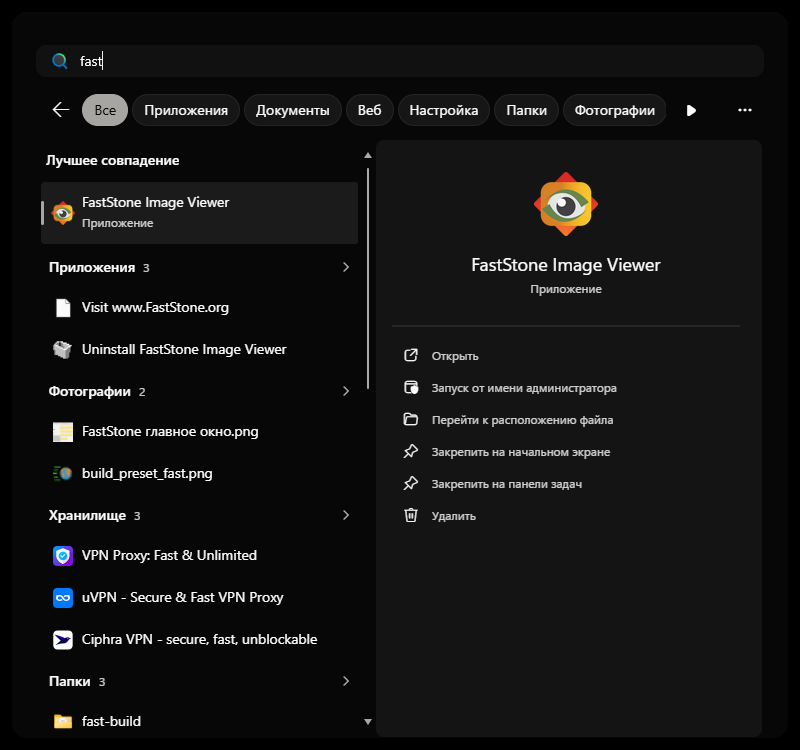 fast
Все
Приложения
Документы
Веб
Настройка
Папки
Фотографии
Лучшее совпадение
FastStone Image Viewer
Приложение
Приложения 3
Visit www.FastStone.org
Uninstall FastStone Image Viewer
Фотографии 2
FastStone главное окно.png
build_preset_fast.png
Хранилище 3
VPN Proxy: Fast & Unlimited
uVPN - Secure & Fast VPN Proxy
Ciphra VPN - secure, fast, unblockable
Папки 3
fast-build
FastStone Image Viewer
Приложение
Открыть
Запуск от имени администратора
Перейти к расположению файла
Закрепить на начальном экране
Закрепить на панели задач
Удалить